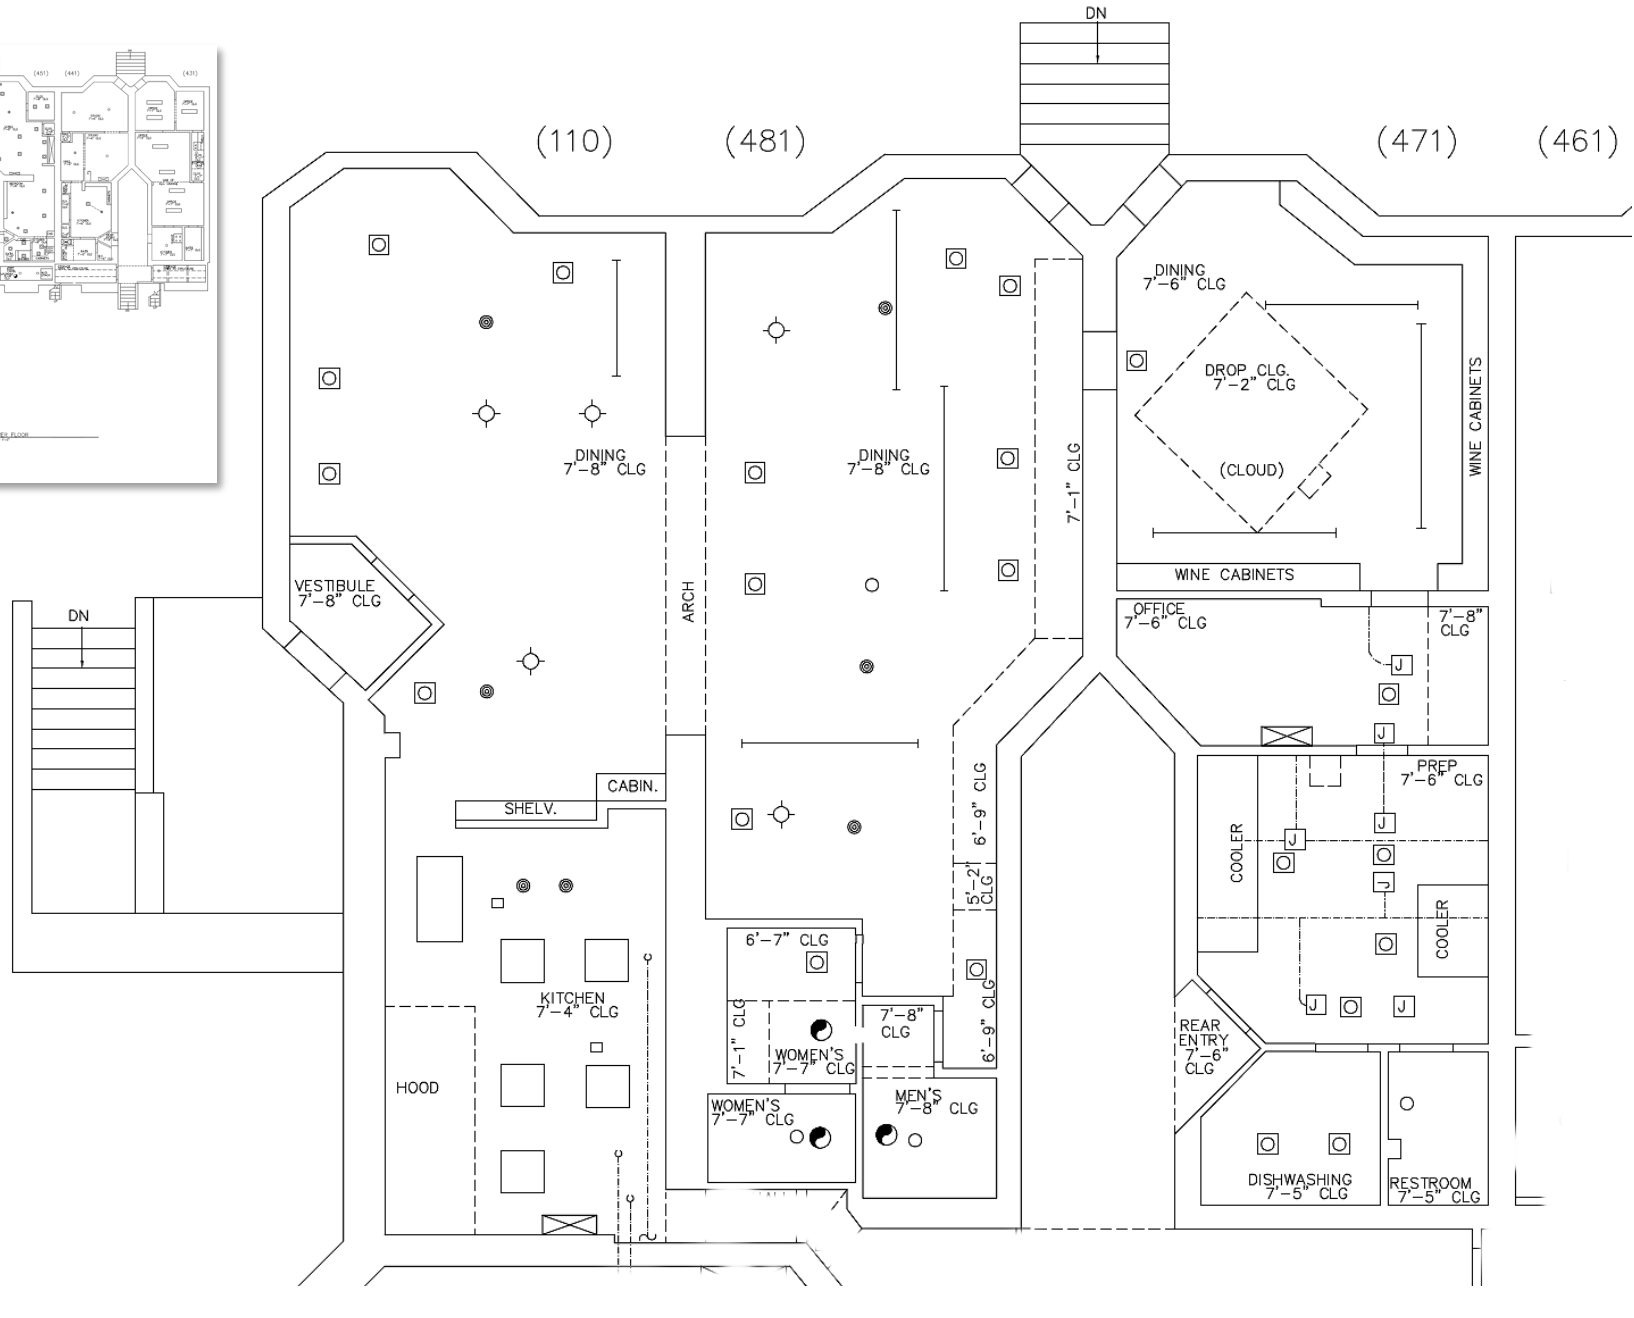 DN
(451) (441) (431)
(110) (481) (471) (461)
DINING
7'-6" CLG
DROP CLG.
7'-2" CLG
(CLOUD)
WINE CABINETS
WINE CABINETS
DINING
7'-8" CLG
DINING
7'-8" CLG
7'-1" CLG
ARCH
VESTIBULE
7'-8" CLG
DN
OFFICE
7'-6" CLG
7'-8"
CLG
J
J
PREP
7'-6" CLG
CABIN.
SHELV.
6'-9" CLG
J
J
COOLER
5'-2"
CLG
J
COOLER
6'-7" CLG
KITCHEN
7'-4" CLG
7'-1" CLG
6'-9" CLG
7'-8"
CLG
J
J
REAR
ENTRY
7'-6"
CLG
WOMEN'S
7'-7" CLG
HOOD
WOMEN'S
7'-7" CLG
MEN'S
7'-8" CLG
DISHWASHING
7'-5" CLG
RESTROOM
7'-5" CLG